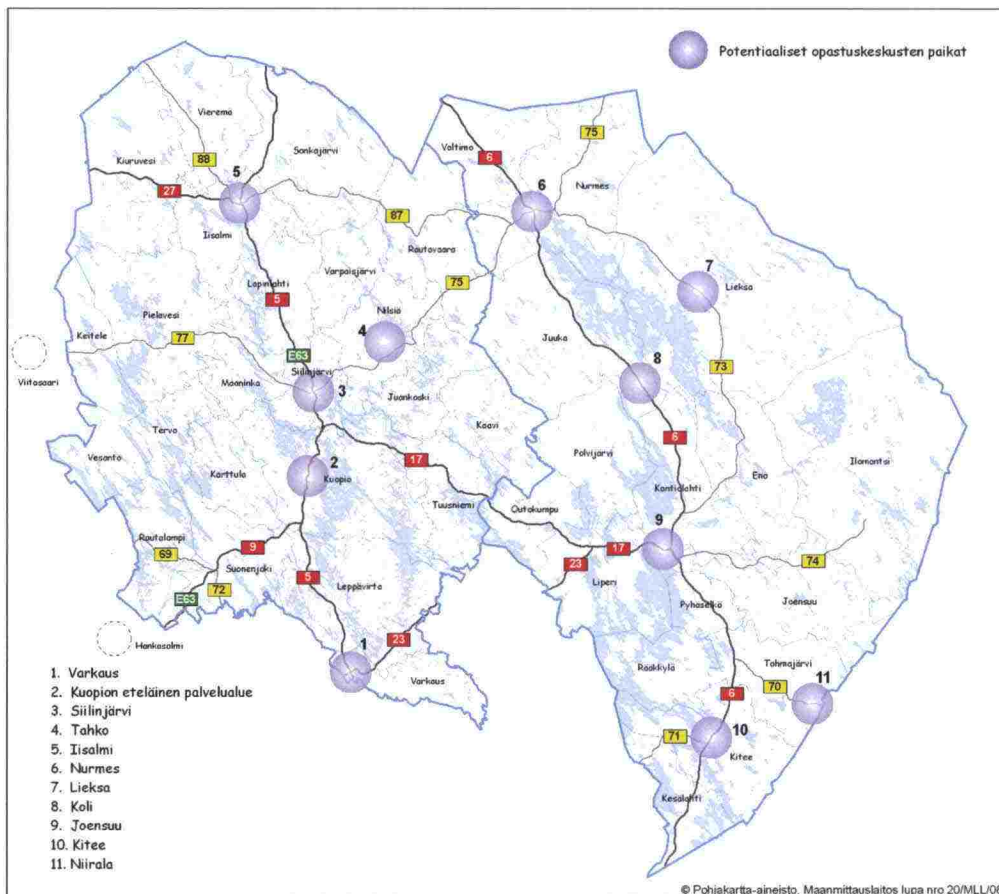 Potentiaaliset opastuskeskusten paikat
Vieremä
Kiuruvesi
88
5
Sonkajärvi
27
Iisalmi
87
Rautavaara
Varpaisjärvi
Lapinlahti
5
75
Nilsiä
4
Pielavesi
Keitele
77
E63
Siilinjärvi
Viitasaari
Maaninka
3
Juankoski
Kaavi
Tervo
Vesanto
Karttula
2
Kuopio
17
Tuusniemi
Rautalampi
69
9
Suonenjoki
72
E63
5
Leppävirta
Hankasalmi
1
23
Varkaus
Valtimo
6
75
6
Nurmes
7
Lieksa
Juuka
8
73
6
Polvijärvi
Kontiolahti
Eno
Ilomantsi
Outokumpu
9
17
23
Liperi
74
Pyhäselkä
Joensuu
Rääkkylä
Tohmajärvi
70
11
6
71
10
Kitee
Kesälahti
1. Varkaus
2. Kuopion eteläinen palvelualue
3. Siilinjärvi
4. Tahko
5. Iisalmi
6. Nurmes
7. Lieksa
8. Koli
9. Joensuu
10. Kitee
11. Niirala
© Pohjakartta-aineisto, Maanmittauslaitos lupa nro 20/MLL/06